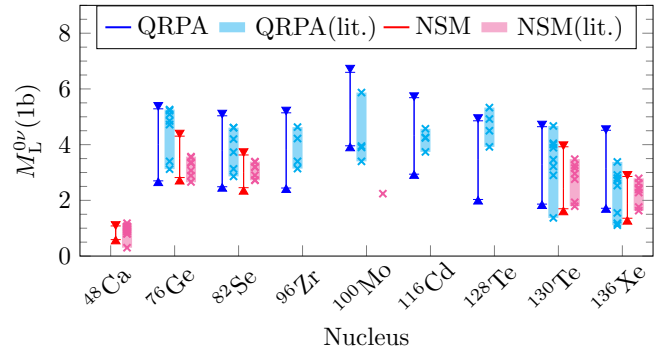 8
6
4
2
0
M_L^{0ν}(1b)
QRPA QRPA(lit.) NSM NSM(lit.)
⁴⁸Ca ⁷⁶Ge ⁸²Se ⁹⁶Zr ¹⁰⁰Mo ¹¹⁶Cd ¹²⁸Te ¹³⁰Te ¹³⁶Xe
Nucleus